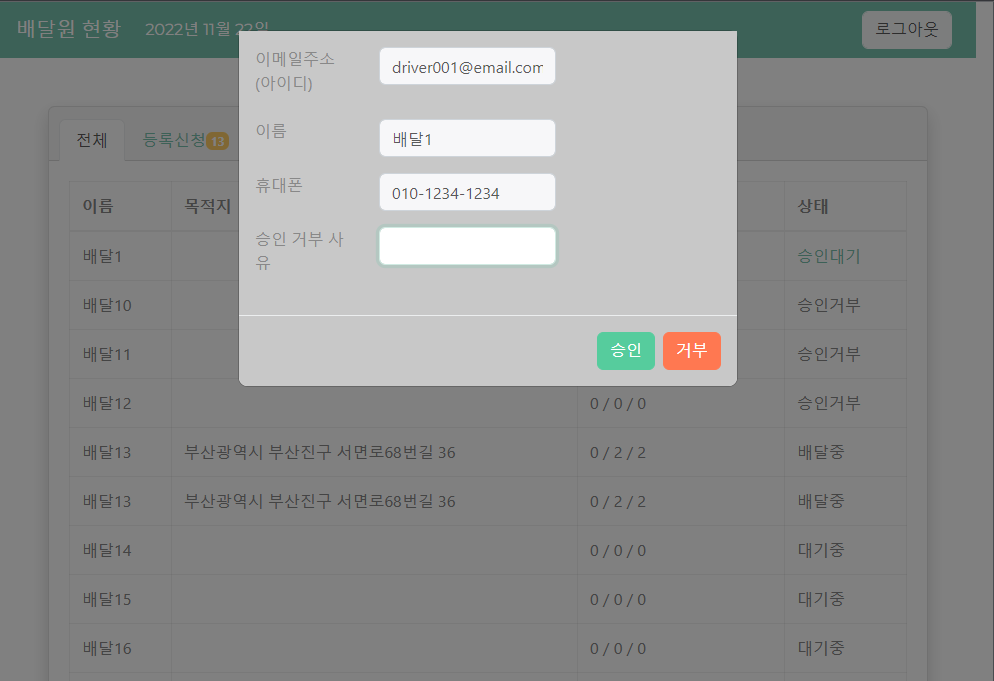 배달원 현황 2022년 11월 22일 로그아웃
이메일주소
(아이디) driver001@email.com
이름 배달1
휴대폰 010-1234-1234
승인 거부 사
유
승인 거부
전체 등록신청 13
이름 목적지 상태
배달1 승인대기
배달10 승인거부
배달11 승인거부
배달12 0 / 0 / 0 승인거부
배달13 부산광역시 부산진구 서면로68번길 36 0 / 2 / 2 배달중
배달13 부산광역시 부산진구 서면로68번길 36 0 / 2 / 2 배달중
배달14 0 / 0 / 0 대기중
배달15 0 / 0 / 0 대기중
배달16 0 / 0 / 0 대기중